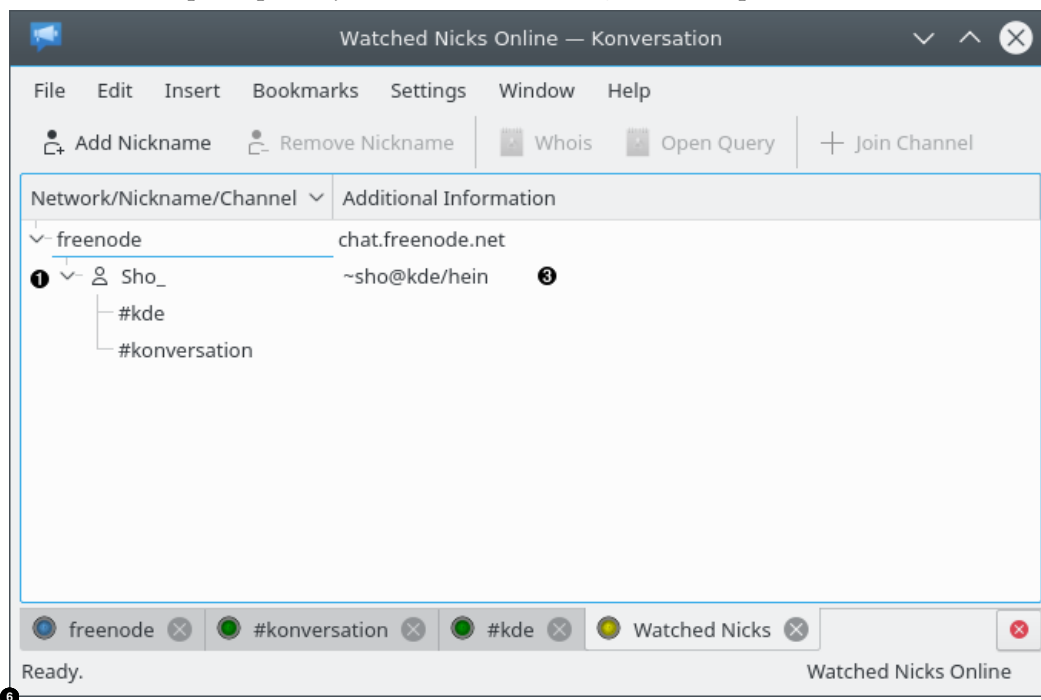 Watched Nicks Online — Konversation
File Edit Insert Bookmarks Settings Window Help
Add Nickname Remove Nickname Whois Open Query Join Channel
Network/Nickname/Channel Additional Information
freenode chat.freenode.net
❶ Sho_ ~sho@kde/hein ❸
#kde
#konversation
freenode #konversation #kde Watched Nicks
Ready. Watched Nicks Online
❻